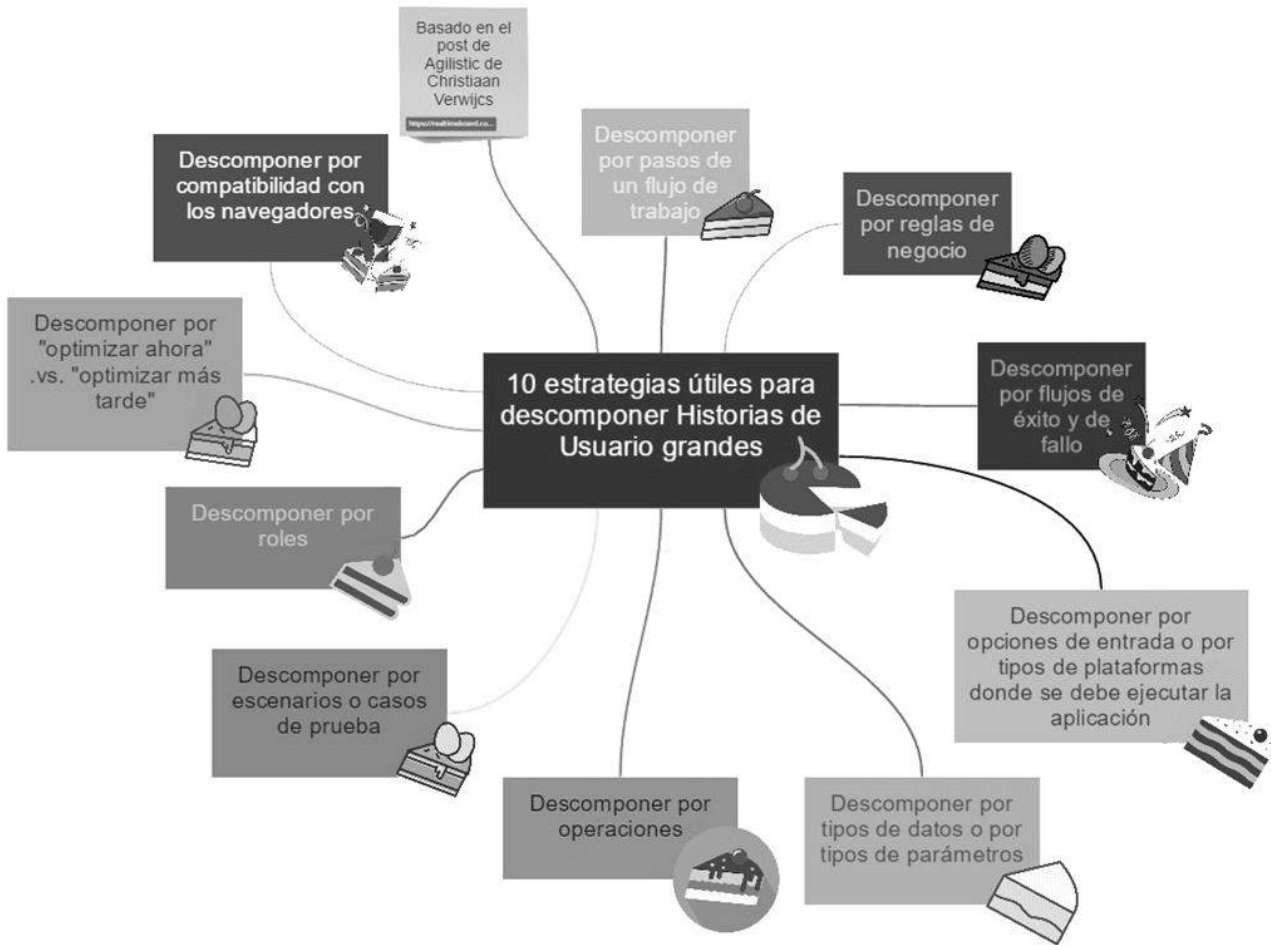 Basado en el
post de
Agilistic de
Christiaan
Verwijcs
https://realtimeboard.co...
Descomponer
por pasos de
un flujo de
trabajo
Descomponer
por reglas de
negocio
Descomponer por
compatibilidad con
los navegadores
Descomponer por
"optimizar ahora"
.vs. "optimizar más
tarde"
10 estrategias útiles para
descomponer Historias de
Usuario grandes
Descomponer
por flujos de
éxito y de
fallo
Descomponer por
roles
Descomponer por
opciones de entrada o por
tipos de plataformas
donde se debe ejecutar la
aplicación
Descomponer por
escenarios o casos
de prueba
Descomponer por
operaciones
Descomponer por
tipos de datos o por
tipos de parámetros